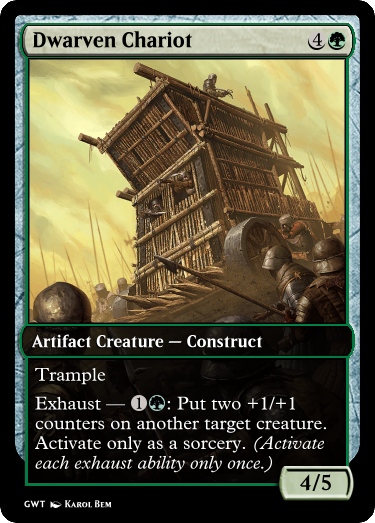 Dwarven Chariot 4
Artifact Creature — Construct
Trample
Exhaust — 1: Put two +1/+1
counters on another target creature.
Activate only as a sorcery. (Activate
each exhaust ability only once.)
4/5
GWT Karol Bem